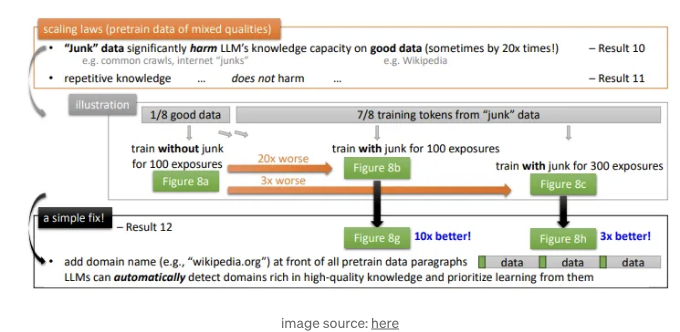 scaling laws (pretrain data of mixed qualities)
• "Junk" data significantly harm LLM's knowledge capacity on good data (sometimes by 20x times!) – Result 10
e.g. common crawls, internet "junks" e.g. Wikipedia
• repetitive knowledge ... does not harm ... – Result 11
illustration
1/8 good data 7/8 training tokens from "junk" data
train without junk for 100 exposures
train with junk for 100 exposures
train with junk for 300 exposures
20x worse
3x worse
Figure 8a
Figure 8b
Figure 8c
a simple fix!
– Result 12
Figure 8g 10x better!
Figure 8h 3x better!
• add domain name (e.g., "wikipedia.org") at front of all pretrain data paragraphs
data data data
LLMs can automatically detect domains rich in high-quality knowledge and prioritize learning from them
image source: here